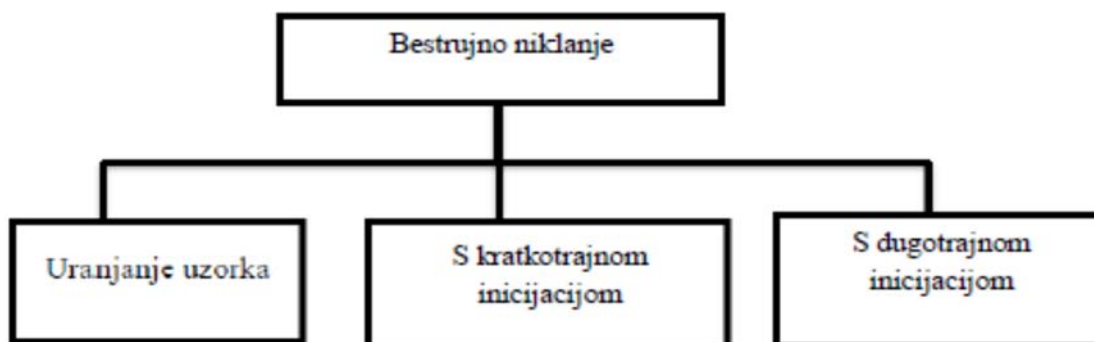 Bestrujno niklanje
Uranjanje uzorka
S kratkotrajnom
inicijacijom
S dugotrajnom
inicijacijom